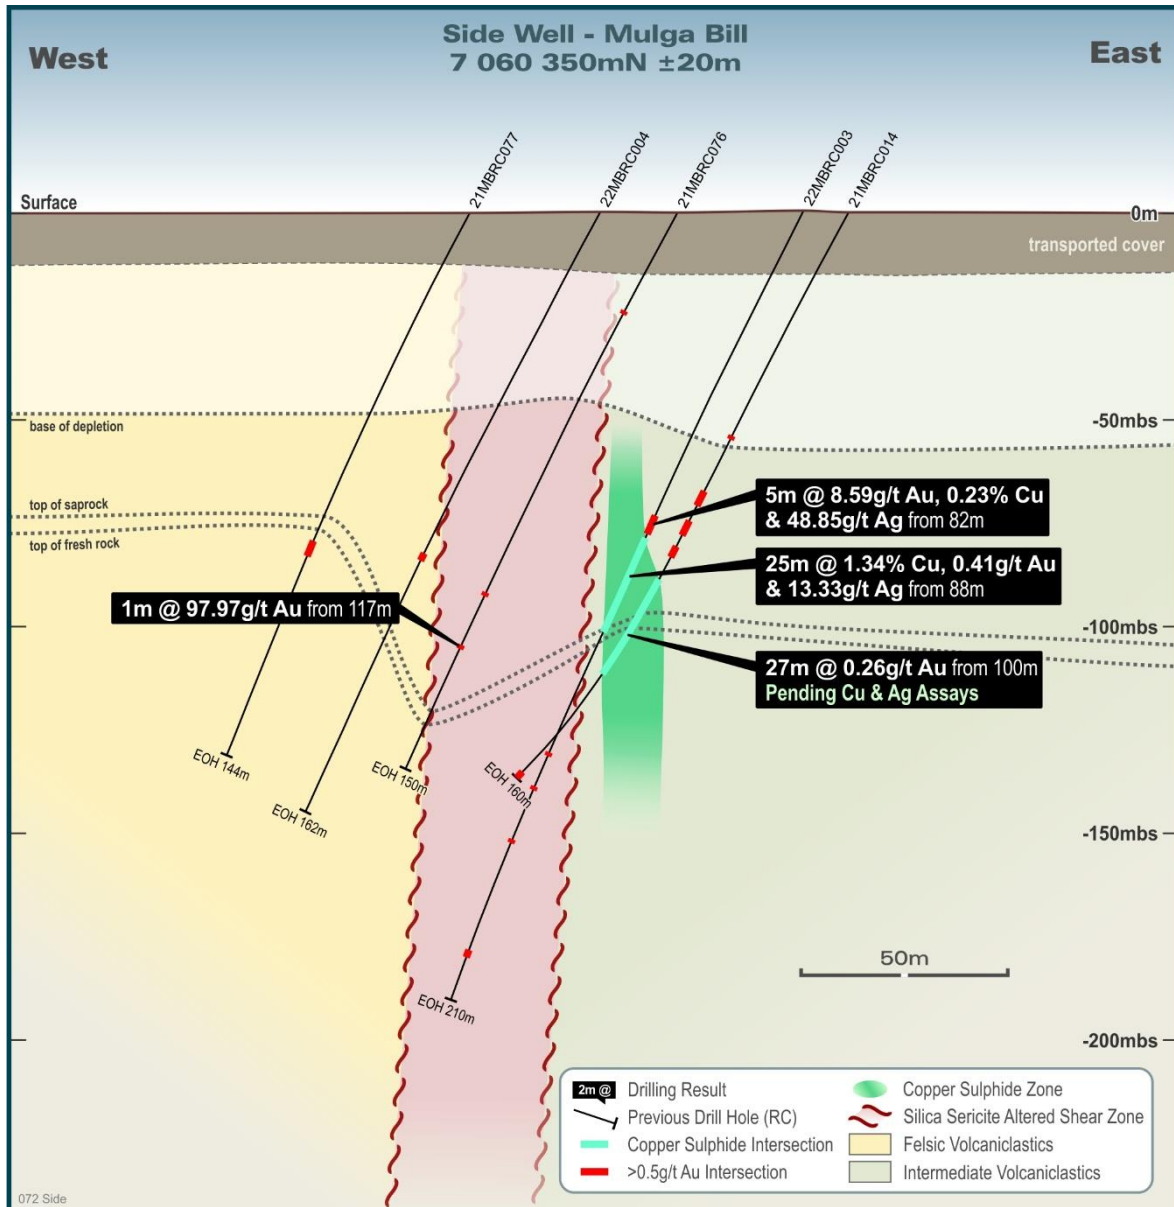 Side Well - Mulga Bill
7 060 350mN ±20m
West
East
21MBRC077
22MBRC004
21MBRC076
22MBRC003
21MBRC014
Surface
0m
transported cover
base of depletion
-50mbs
top of saprock
top of fresh rock
5m @ 8.59g/t Au, 0.23% Cu
& 48.85g/t Ag from 82m
25m @ 1.34% Cu, 0.41g/t Au
& 13.33g/t Ag from 88m
1m @ 97.97g/t Au from 117m
-100mbs
27m @ 0.26g/t Au from 100m
Pending Cu & Ag Assays
EOH 144m
EOH 162m
EOH 150m
EOH 160m
-150mbs
50m
EOH 210m
-200mbs
2m @ Drilling Result
Previous Drill Hole (RC)
Copper Sulphide Intersection
>0.5g/t Au Intersection
Copper Sulphide Zone
Silica Sericite Altered Shear Zone
Felsic Volcaniclastics
Intermediate Volcaniclastics
072 Side